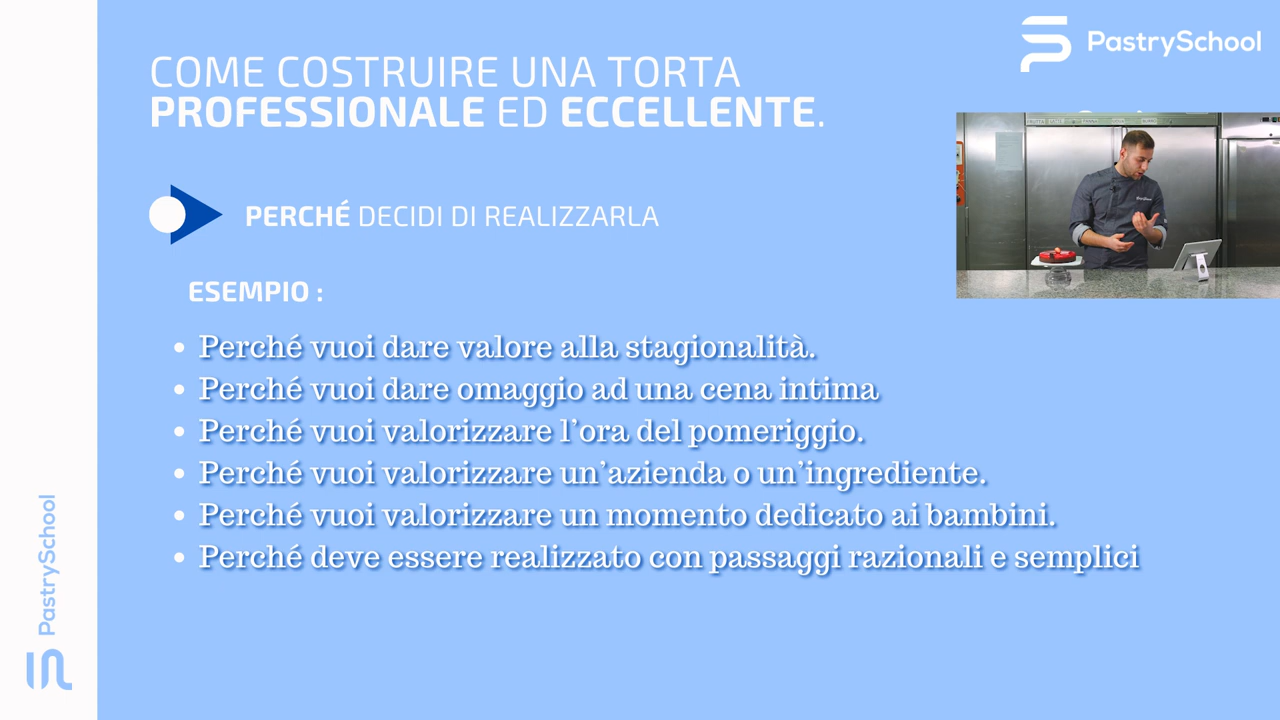 PastrySchool
COME COSTRUIRE UNA TORTA
PROFESSIONALE ED ECCELLENTE.
PERCHÉ DECIDI DI REALIZZARLA
ESEMPIO :
Perché vuoi dare valore alla stagionalità.
Perché vuoi dare omaggio ad una cena intima
Perché vuoi valorizzare l’ora del pomeriggio.
Perché vuoi valorizzare un’azienda o un’ingrediente.
Perché vuoi valorizzare un momento dedicato ai bambini.
Perché deve essere realizzato con passaggi razionali e semplici
PastrySchool